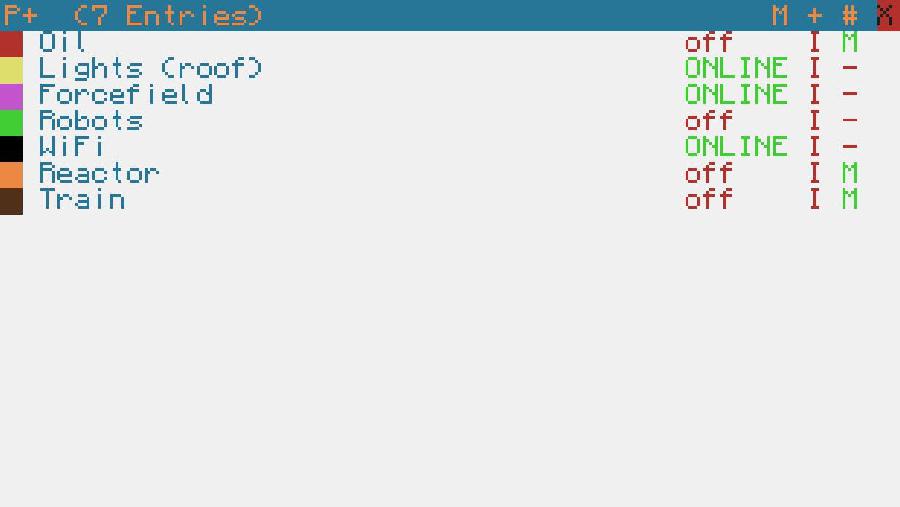 P+ (7 Entries) M + # X
Oil off I M
Lights (roof) ONLINE I -
Forcefield ONLINE I -
Robots off I -
WiFi ONLINE I -
Reactor off I M
Train off I M